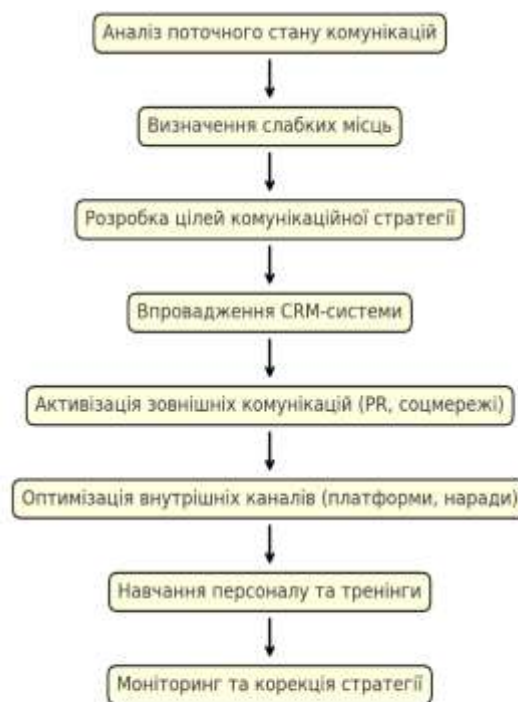 Аналіз поточного стану комунікацій
Визначення слабких місць
Розробка цілей комунікаційної стратегії
Впровадження CRM-системи
Активізація зовнішніх комунікацій (PR, соцмережі)
Оптимізація внутрішніх каналів (платформи, наради)
Навчання персоналу та тренінги
Моніторинг та корекція стратегії